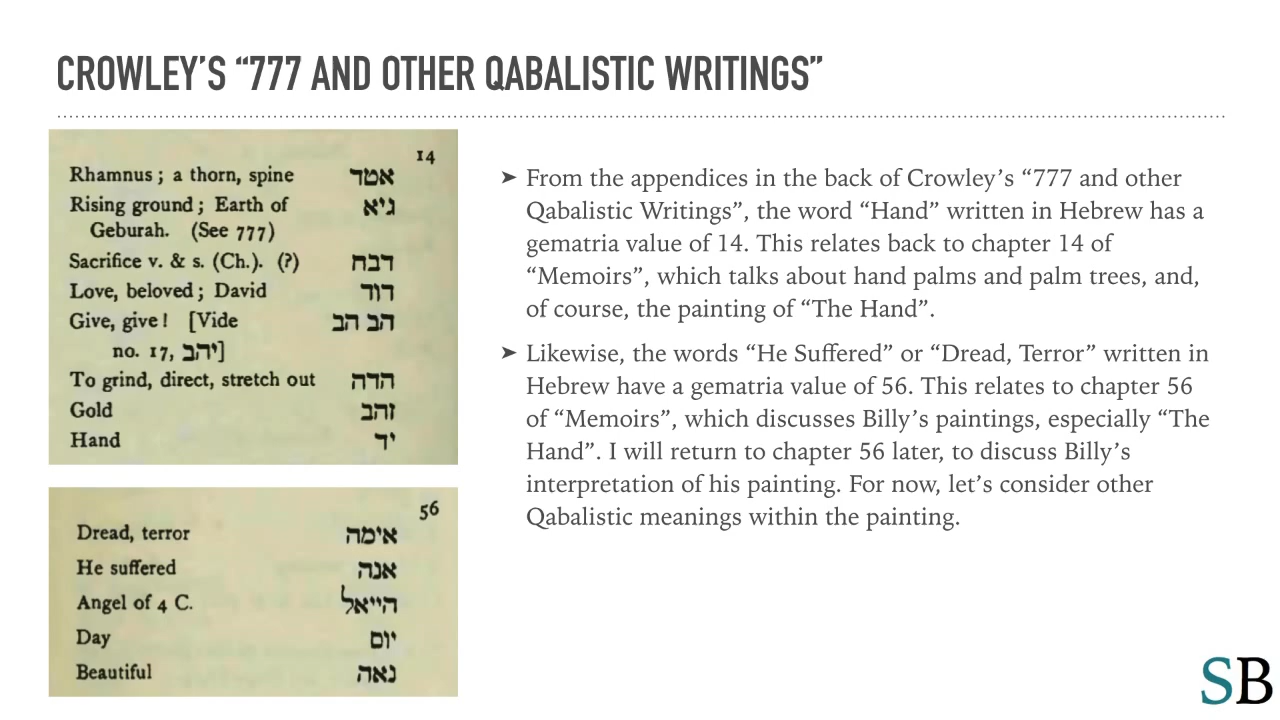 CROWLEY’S “777 AND OTHER QABALISTIC WRITINGS”
14
Rhamnus; a thorn, spine אטד
Rising ground; Earth of גיא
Geburah. (See 777)
Sacrifice v. & s. (Ch.). (?) דבח
Love, beloved; David דוד
Give, give! [Vide הב הב
no. 17, יהב]
To grind, direct, stretch out הדה
Gold זהב
Hand יד
56
Dread, terror אימה
He suffered אנה
Angel of 4 C. הייאל
Day יום
Beautiful נאה
➤ From the appendices in the back of Crowley’s “777 and other
Qabalistic Writings”, the word “Hand” written in Hebrew has a
gematria value of 14. This relates back to chapter 14 of
“Memoirs”, which talks about hand palms and palm trees, and,
of course, the painting of “The Hand”.
➤ Likewise, the words “He Suffered” or “Dread, Terror” written in
Hebrew have a gematria value of 56. This relates to chapter 56
of “Memoirs”, which discusses Billy’s paintings, especially “The
Hand”. I will return to chapter 56 later, to discuss Billy’s
interpretation of his painting. For now, let’s consider other
Qabalistic meanings within the painting.
SB